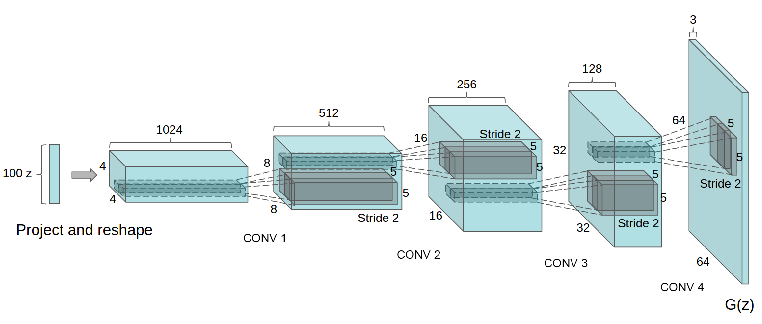 100 z
Project and reshape
1024
4
4
CONV 1
512
8
8
5
5
Stride 2
CONV 2
256
16
16
Stride 2
5
5
CONV 3
128
32
32
5
5
Stride 2
CONV 4
3
64
64
5
5
Stride 2
G(z)